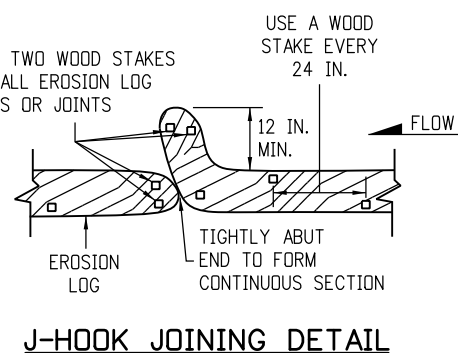 USE A WOOD
STAKE EVERY
24 IN.
TWO WOOD STAKES
ALL EROSION LOG
S OR JOINTS
12 IN.
MIN.
FLOW
EROSION
LOG
TIGHTLY ABUT
END TO FORM
CONTINUOUS SECTION
J-HOOK JOINING DETAIL